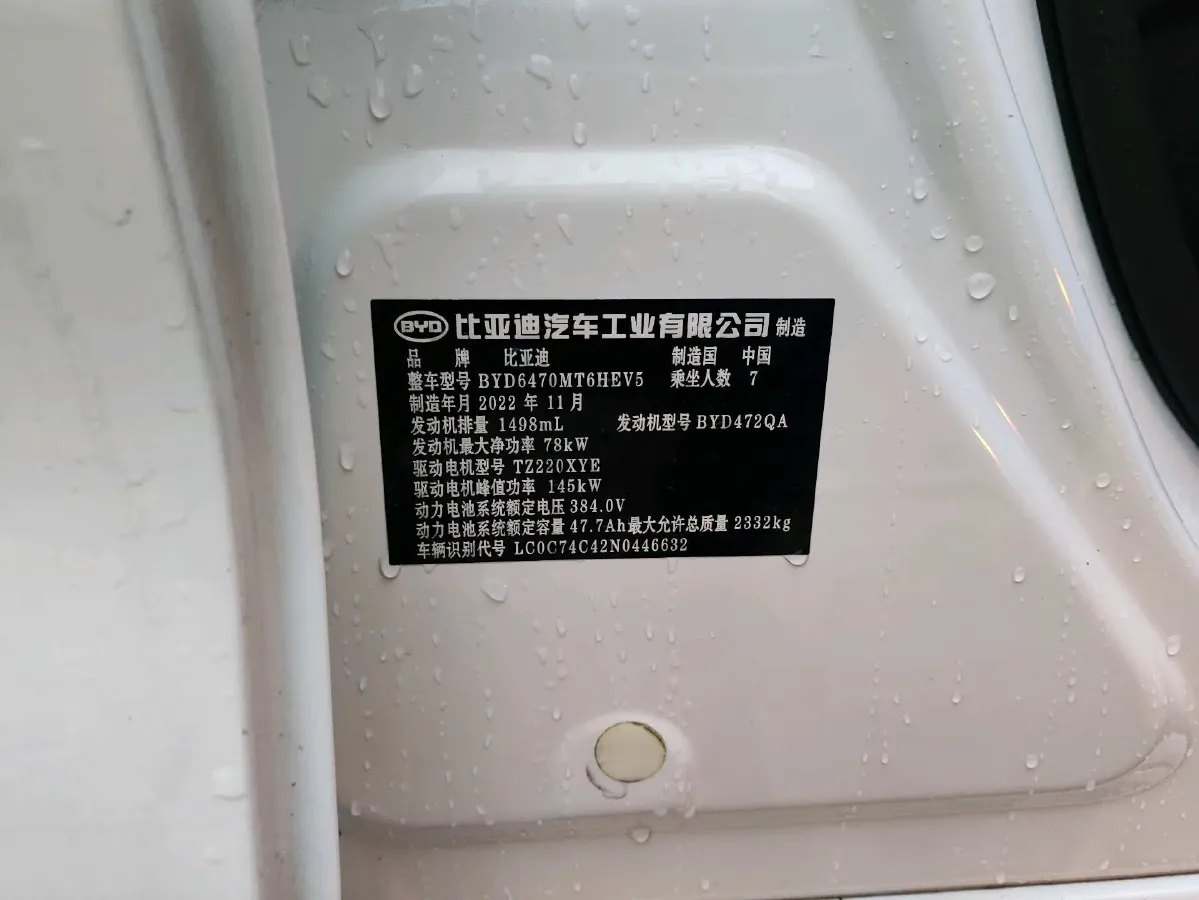 BYD 比亚迪汽车工业有限公司 制造
品 牌 比亚迪 制造国 中国
整车型号 BYD6470MT6HEV5 乘坐人数 7
制造年月 2022 年 11 月
发动机排量 1498mL 发动机型号 BYD472QA
发动机最大净功率 78kW
驱动电机型号 TZ220XYE
驱动电机峰值功率 145kW
动力电池系统额定电压 384.0V
动力电池系统额定容量 47.7Ah 最大允许总质量 2332kg
车辆识别代号 LC0C74C42N0446632